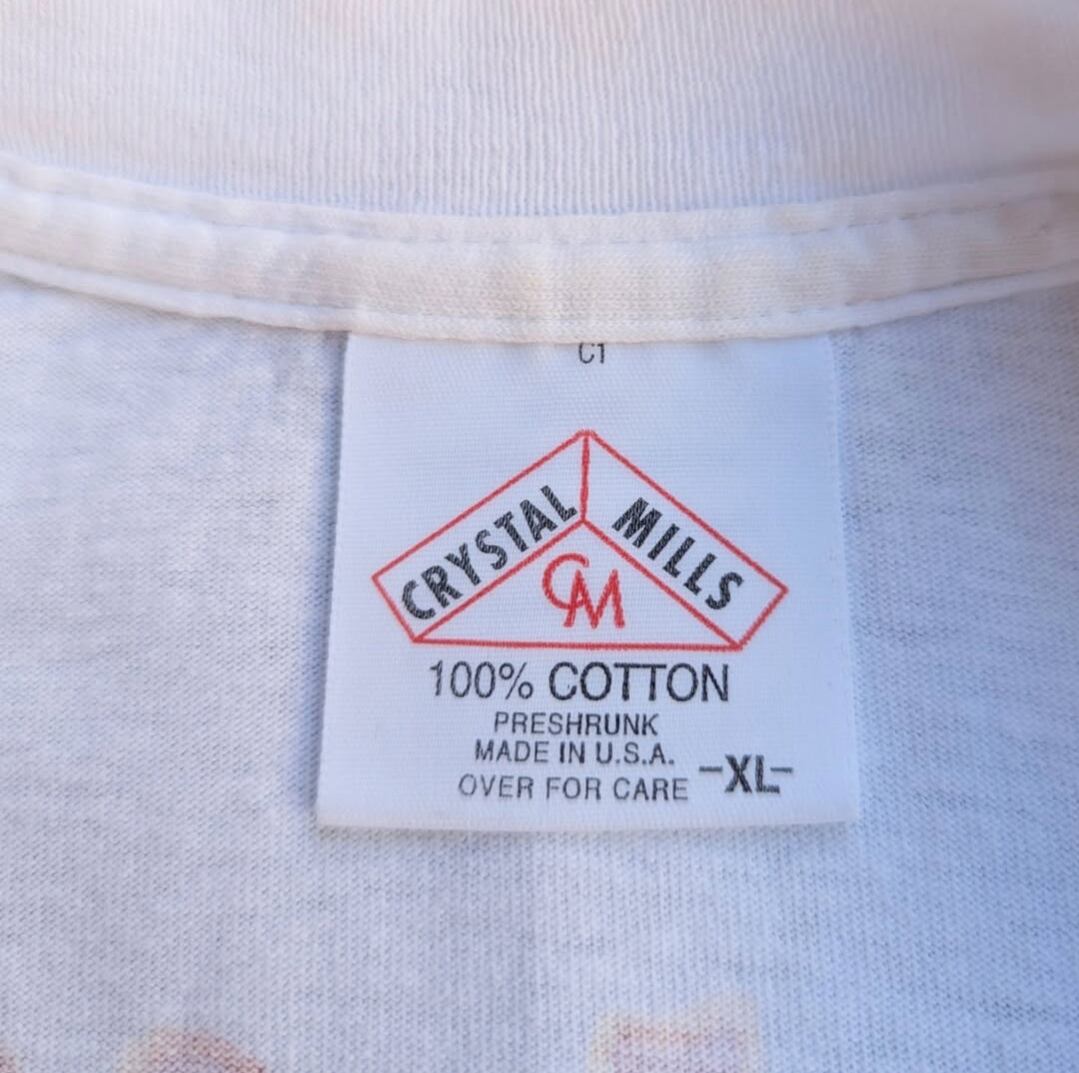 C1
CRYSTAL MILLS
CM
100% COTTON
PRESHRUNK
MADE IN U.S.A.
OVER FOR CARE -XL-